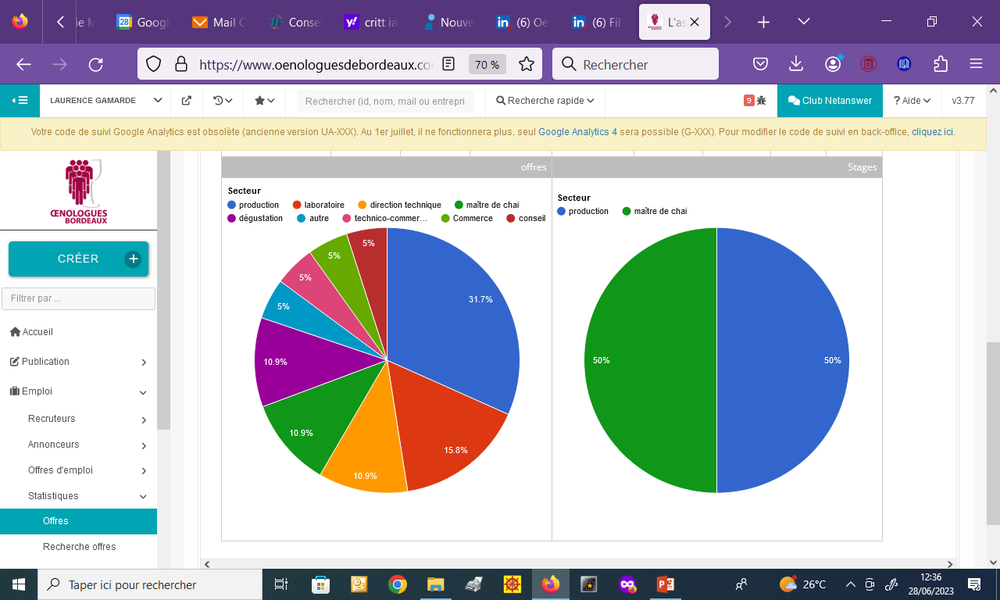 ie M
28 Google
Mail O
Conse
critt ia
Nouve
(6) Oe
(6) Fil
L'as
https://www.oenologuesdebordeaux.co
70 %
Rechercher
LAURENCE GAMARDE
Rechercher (id, nom, mail ou entrepri
Recherche rapide
9
Club Netanswer
? Aide
v3.77
Votre code de suivi Google Analytics est obsolète (ancienne version UA-XXX). Au 1er juillet, il ne fonctionnera plus, seul Google Analytics 4 sera possible (G-XXX). Pour modifier le code de suivi en back-office, cliquez ici.
ŒNOLOGUES
BORDEAUX
CRÉER
Filtrer par ...
Accueil
Publication
Emploi
Recruteurs
Annonceurs
Offres d'emploi
Statistiques
Offres
Recherche offres
offres
Secteur
production laboratoire direction technique maître de chai
dégustation autre technico-commer... Commerce conseil
5%
5%
5%
5%
31.7%
10.9%
10.9%
10.9%
15.8%
Stages
Secteur
production maître de chai
50%
50%
Taper ici pour rechercher
26°C
12:36
28/06/2023